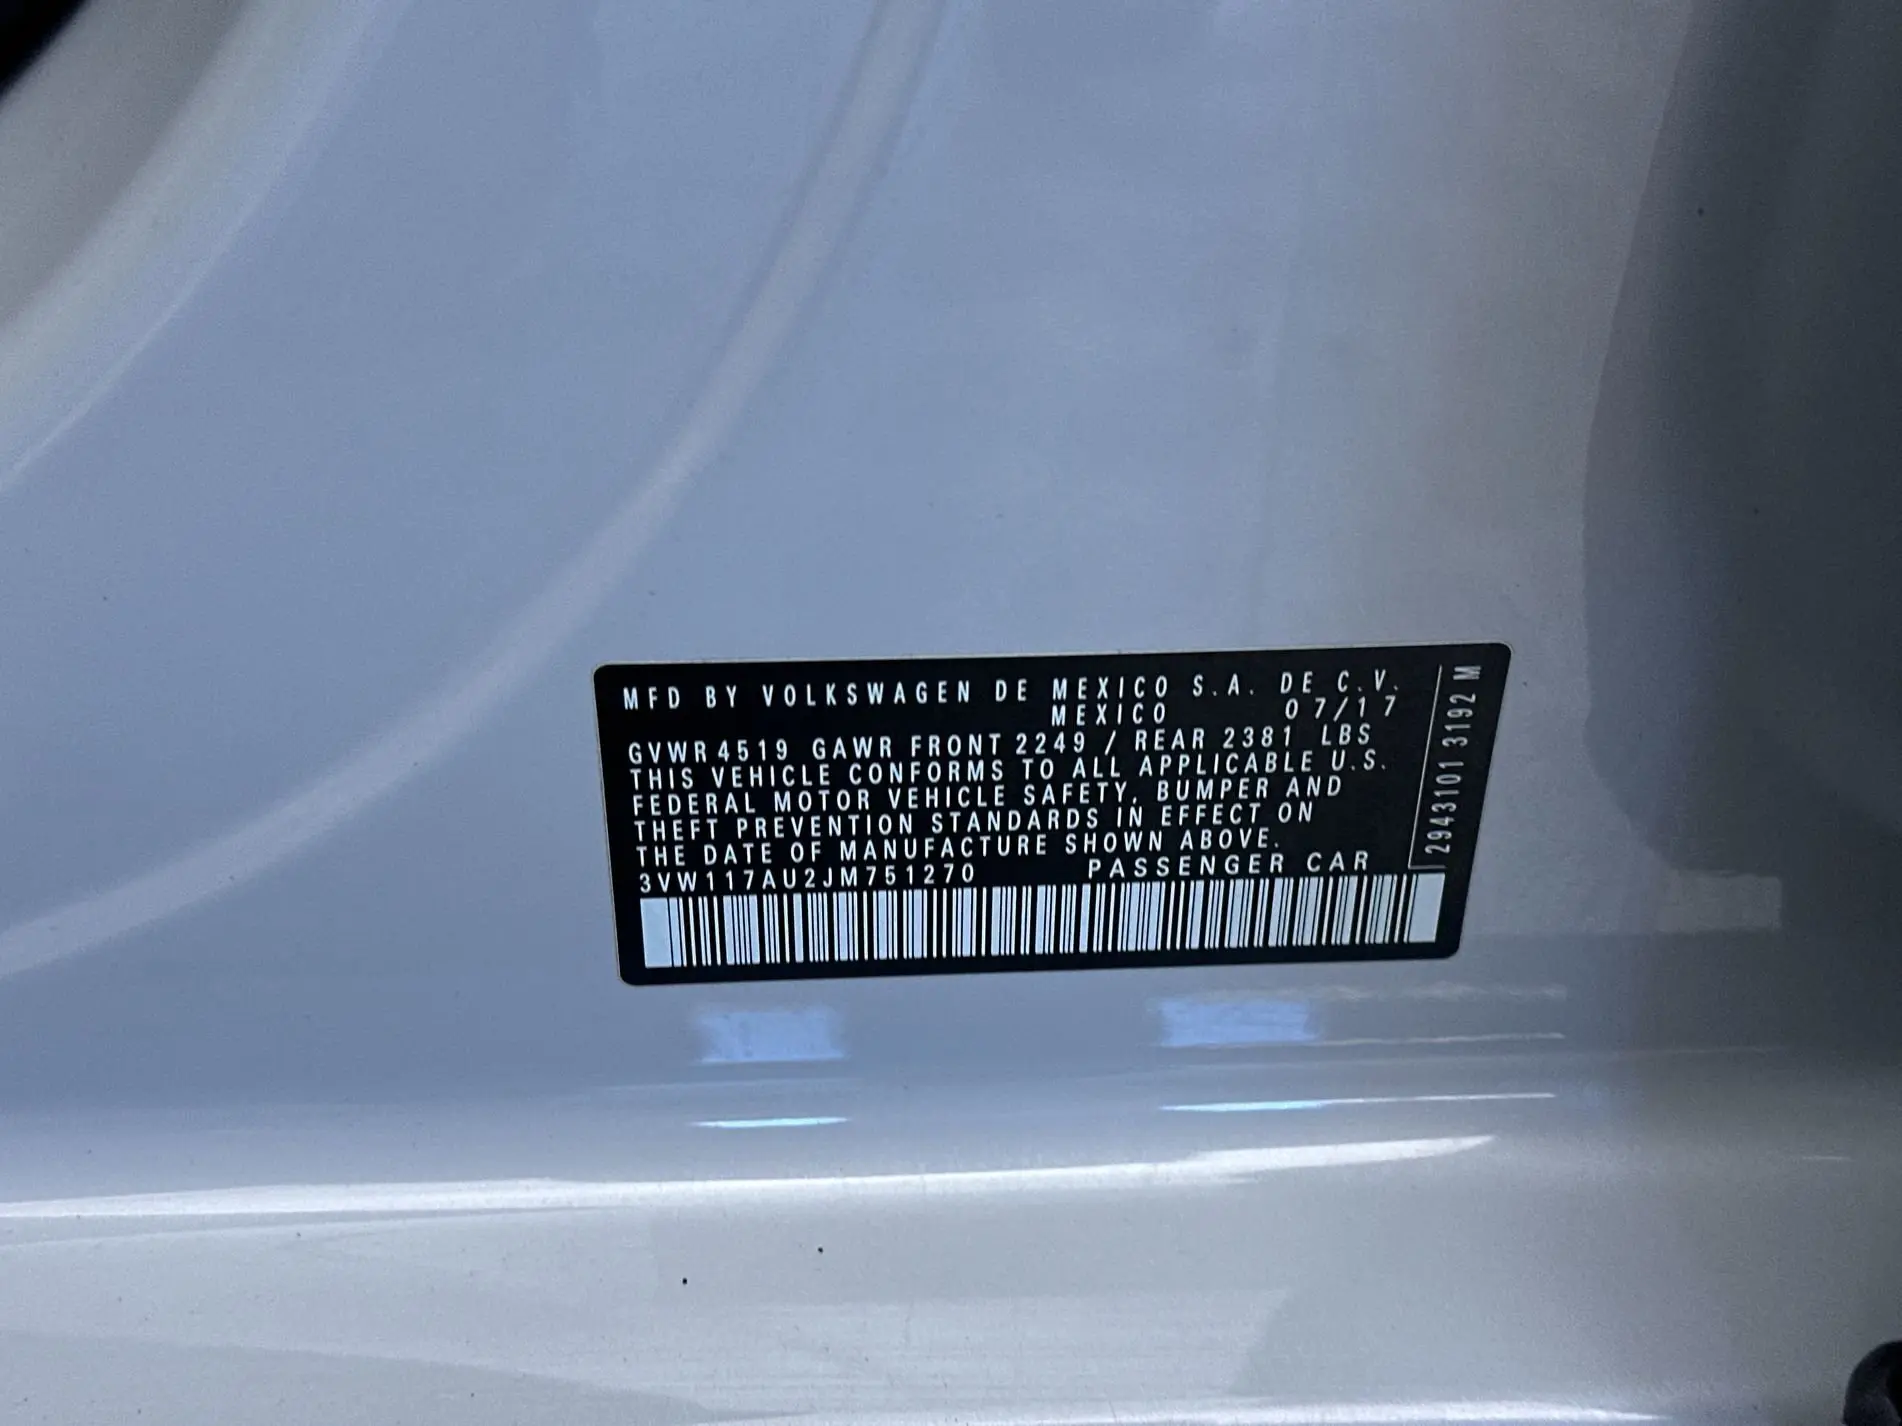 MFD BY VOLKSWAGEN DE MEXICO S.A. DE C.V.
MEXICO 07/17
GVWR 4519 GAWR FRONT 2249 / REAR 2381 LBS
THIS VEHICLE CONFORMS TO ALL APPLICABLE U.S.
FEDERAL MOTOR VEHICLE SAFETY, BUMPER AND
THEFT PREVENTION STANDARDS IN EFFECT ON
THE DATE OF MANUFACTURE SHOWN ABOVE.
3VW117AU2JM751270 PASSENGER CAR
2943101 3192 M